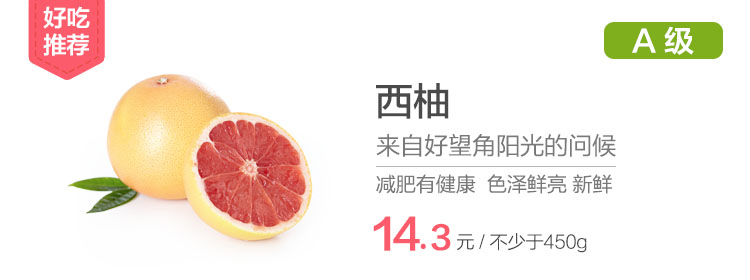 好吃
推荐
A级
西柚
来自好望角阳光的问候
减肥有健康 色泽鲜亮 新鲜
14.3 元 / 不少于450g